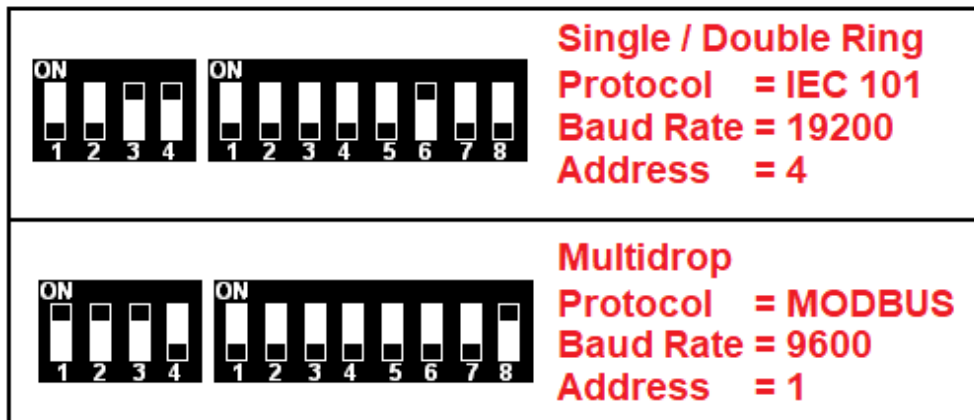 ON ON
1 2 3 4 1 2 3 4 5 6 7 8
Single / Double Ring
Protocol = IEC 101
Baud Rate = 19200
Address = 4
ON ON
1 2 3 4 1 2 3 4 5 6 7 8
Multidrop
Protocol = MODBUS
Baud Rate = 9600
Address = 1